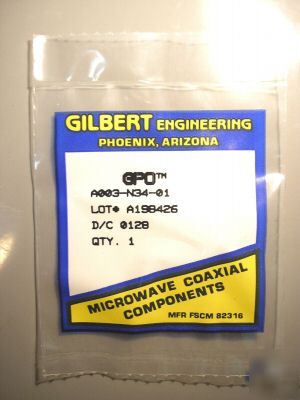 GILBERT ENGINEERING
PHOENIX, ARIZONA
GPO™
A003-N34-01
LOT# A198426
D/C 0128
QTY. 1
MICROWAVE COAXIAL
COMPONENTS
MFR FSCM 82316